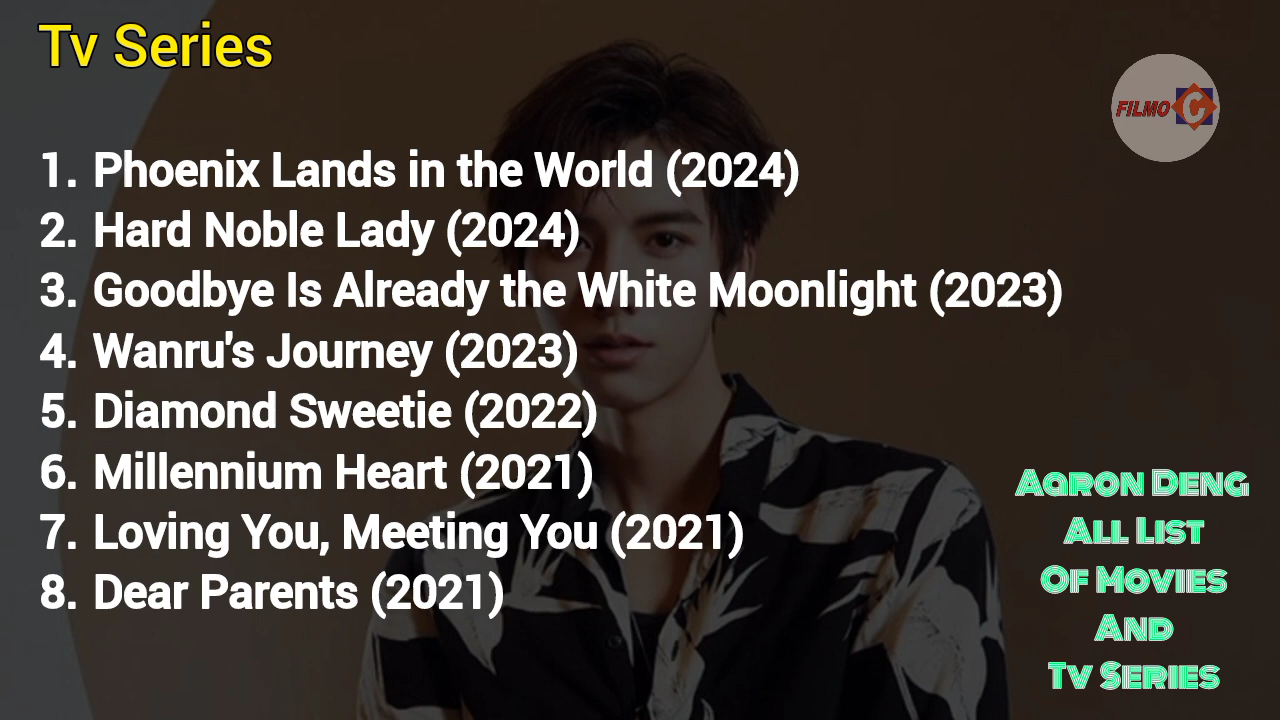 Tv Series
FILMO C
1. Phoenix Lands in the World (2024)
2. Hard Noble Lady (2024)
3. Goodbye Is Already the White Moonlight (2023)
4. Wanru's Journey (2023)
5. Diamond Sweetie (2022)
6. Millennium Heart (2021)
7. Loving You, Meeting You (2021)
8. Dear Parents (2021)
Aaron Deng
All List
Of Movies
And
Tv Series